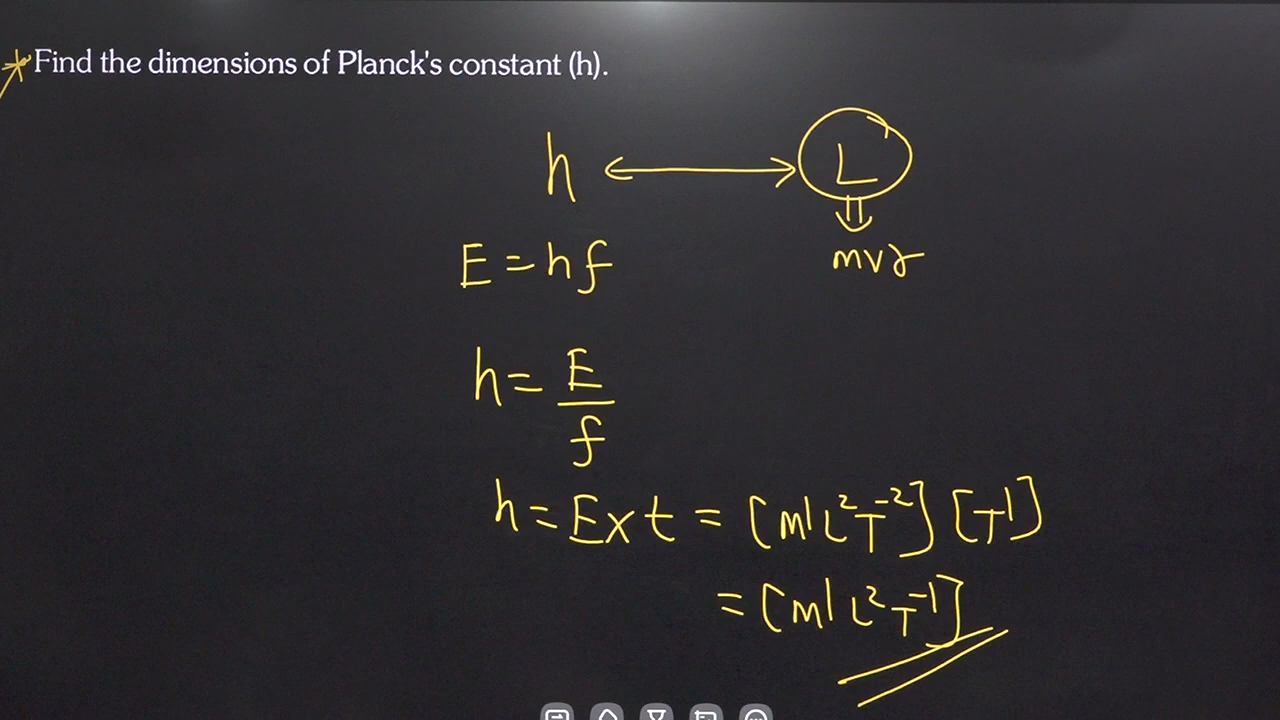 Find the dimensions of Planck's constant (h).
h ⟷ L
⇓
E = hf
mvr
h = E/f
h = E x t = [M¹L²T⁻²] [T¹]
= [M¹L²T⁻¹]